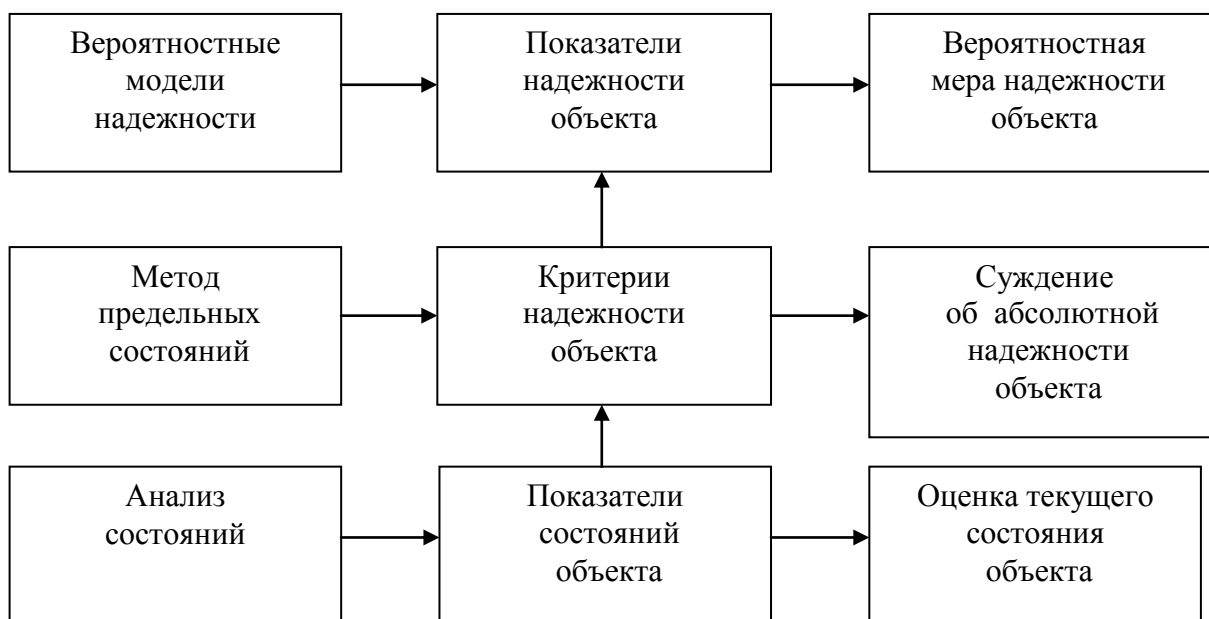 Вероятностные
модели
надежности
Показатели
надежности
объекта
Вероятностная
мера надежности
объекта
Метод
предельных
состояний
Критерии
надежности
объекта
Суждение
об абсолютной
надежности
объекта
Анализ
состояний
Показатели
состояний
объекта
Оценка текущего
состояния
объекта